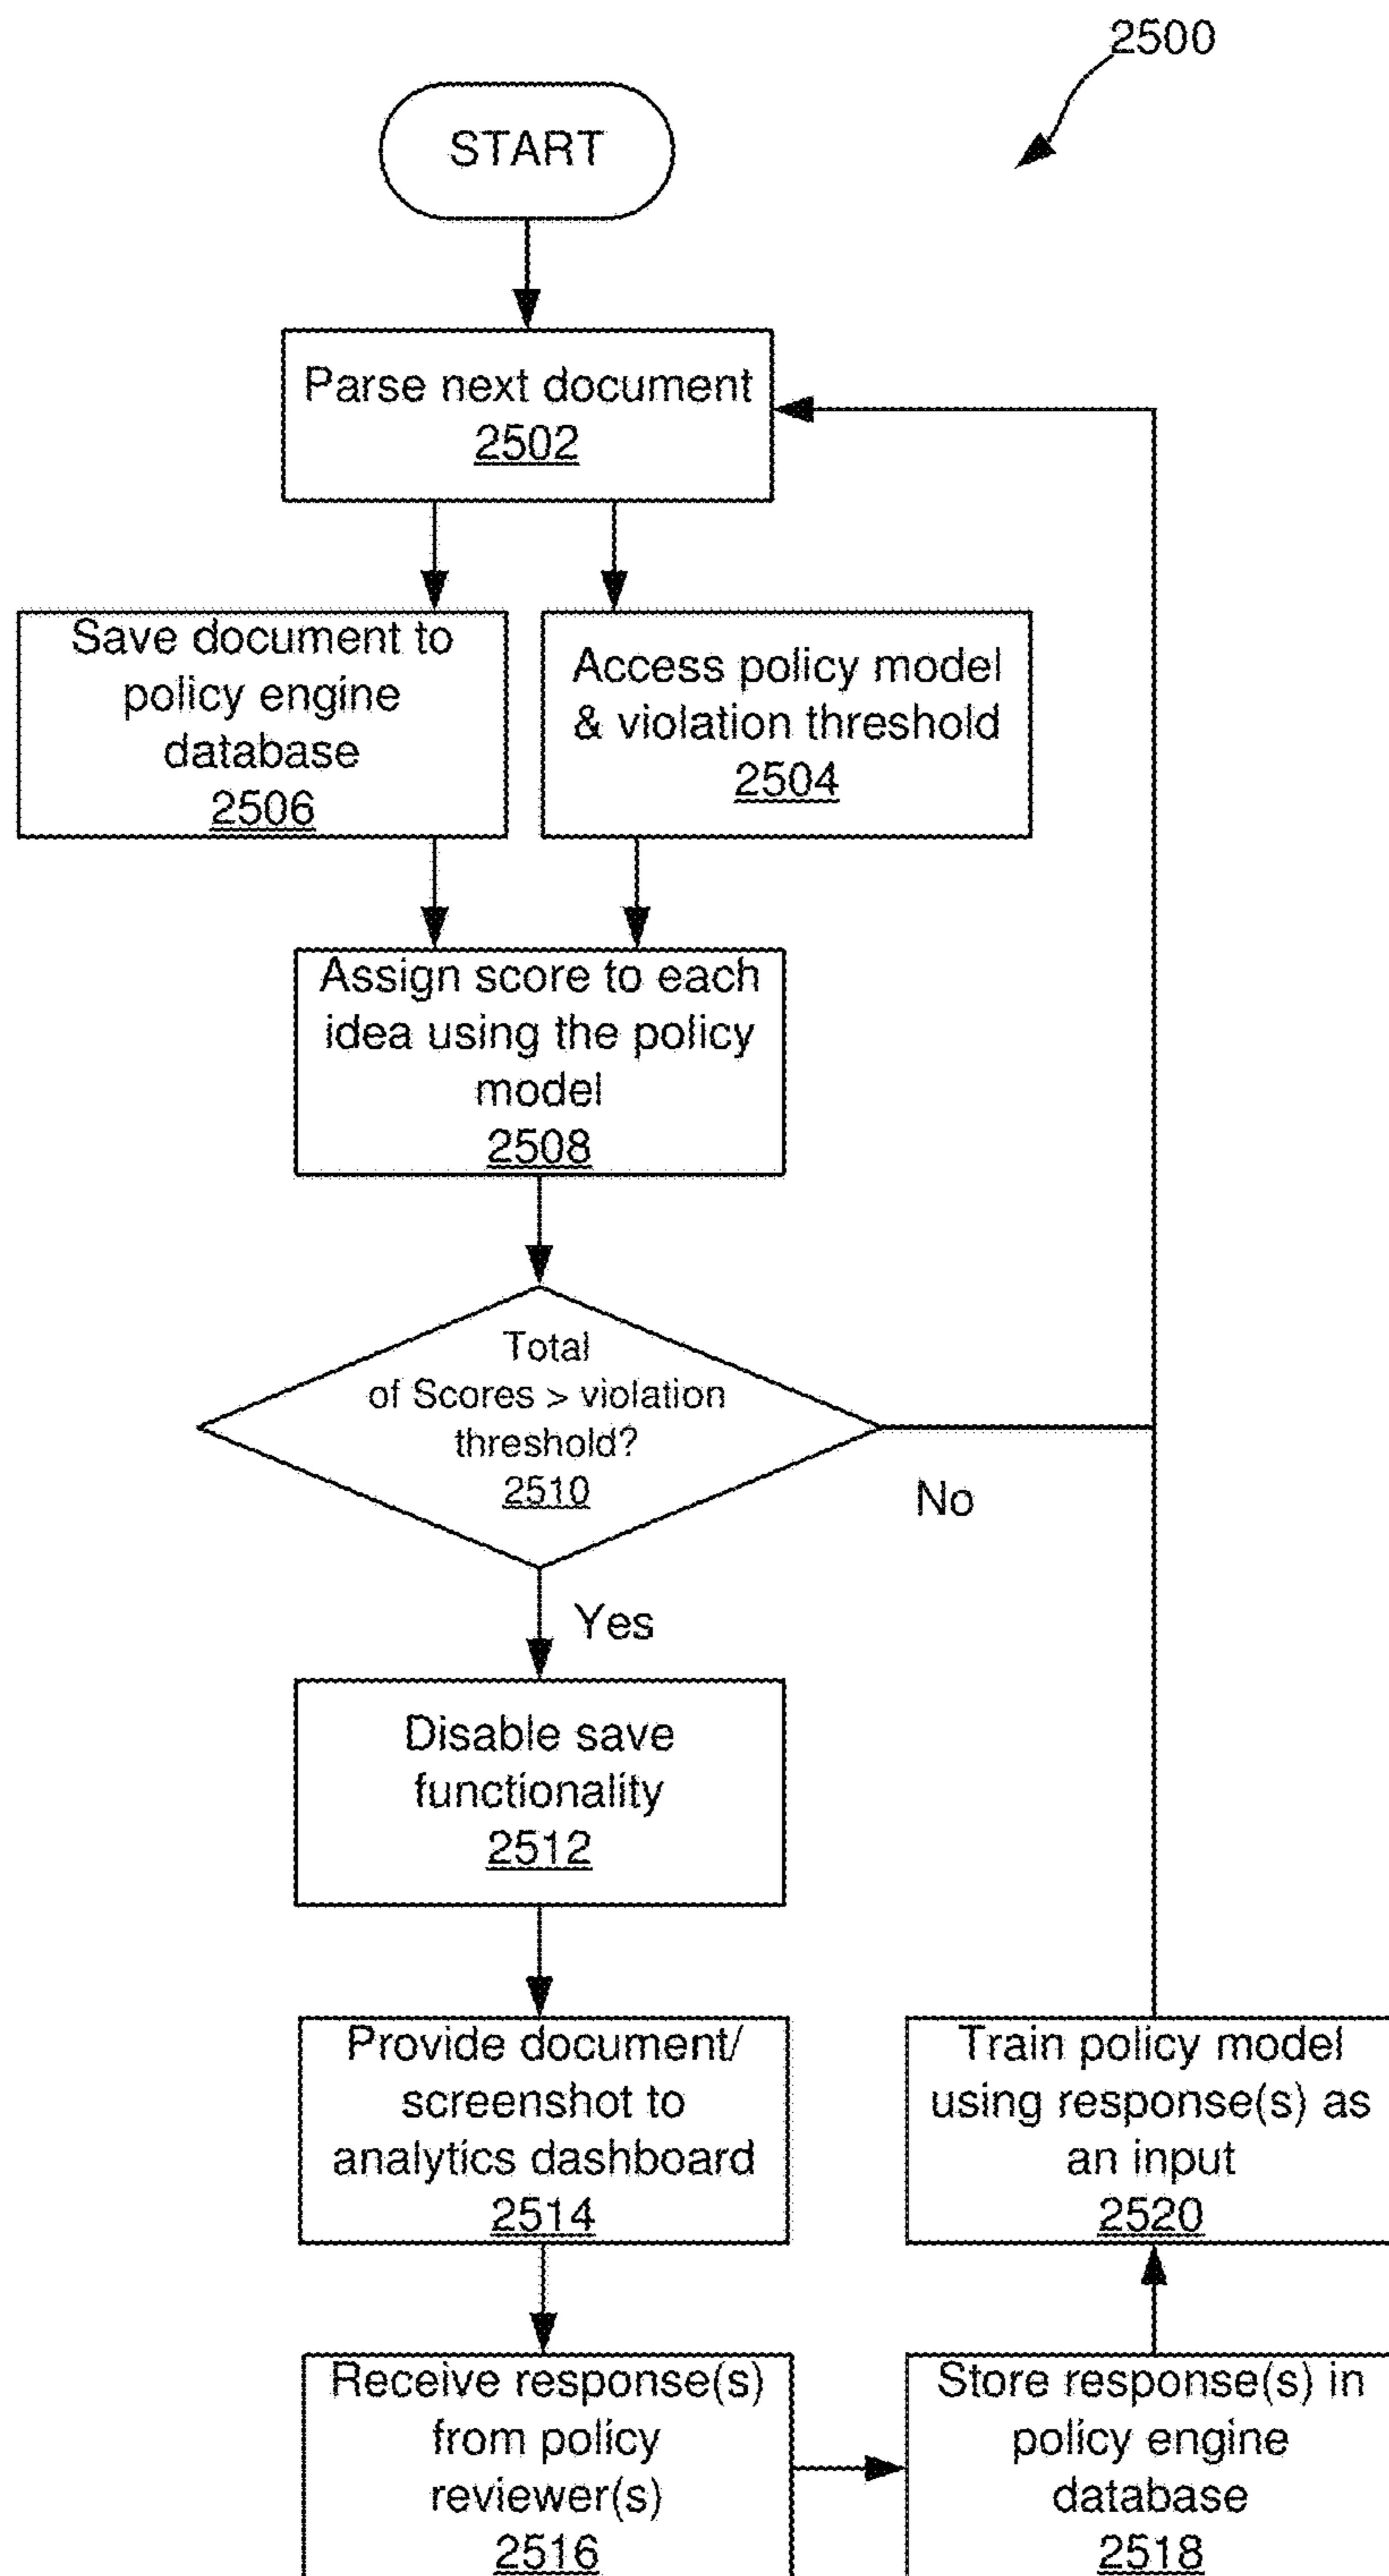 2500
START
Parse next document
2502
Save document to
policy engine
database
2506
Access policy model
& violation threshold
2504
Assign score to each
idea using the policy
model
2508
Total
of Scores > violation
threshold?
2510
No
Yes
Disable save
functionality
2512
Provide document/
screenshot to
analytics dashboard
2514
Train policy model
using response(s) as
an input
2520
Receive response(s)
from policy
reviewer(s)
2516
Store response(s) in
policy engine
database
2518